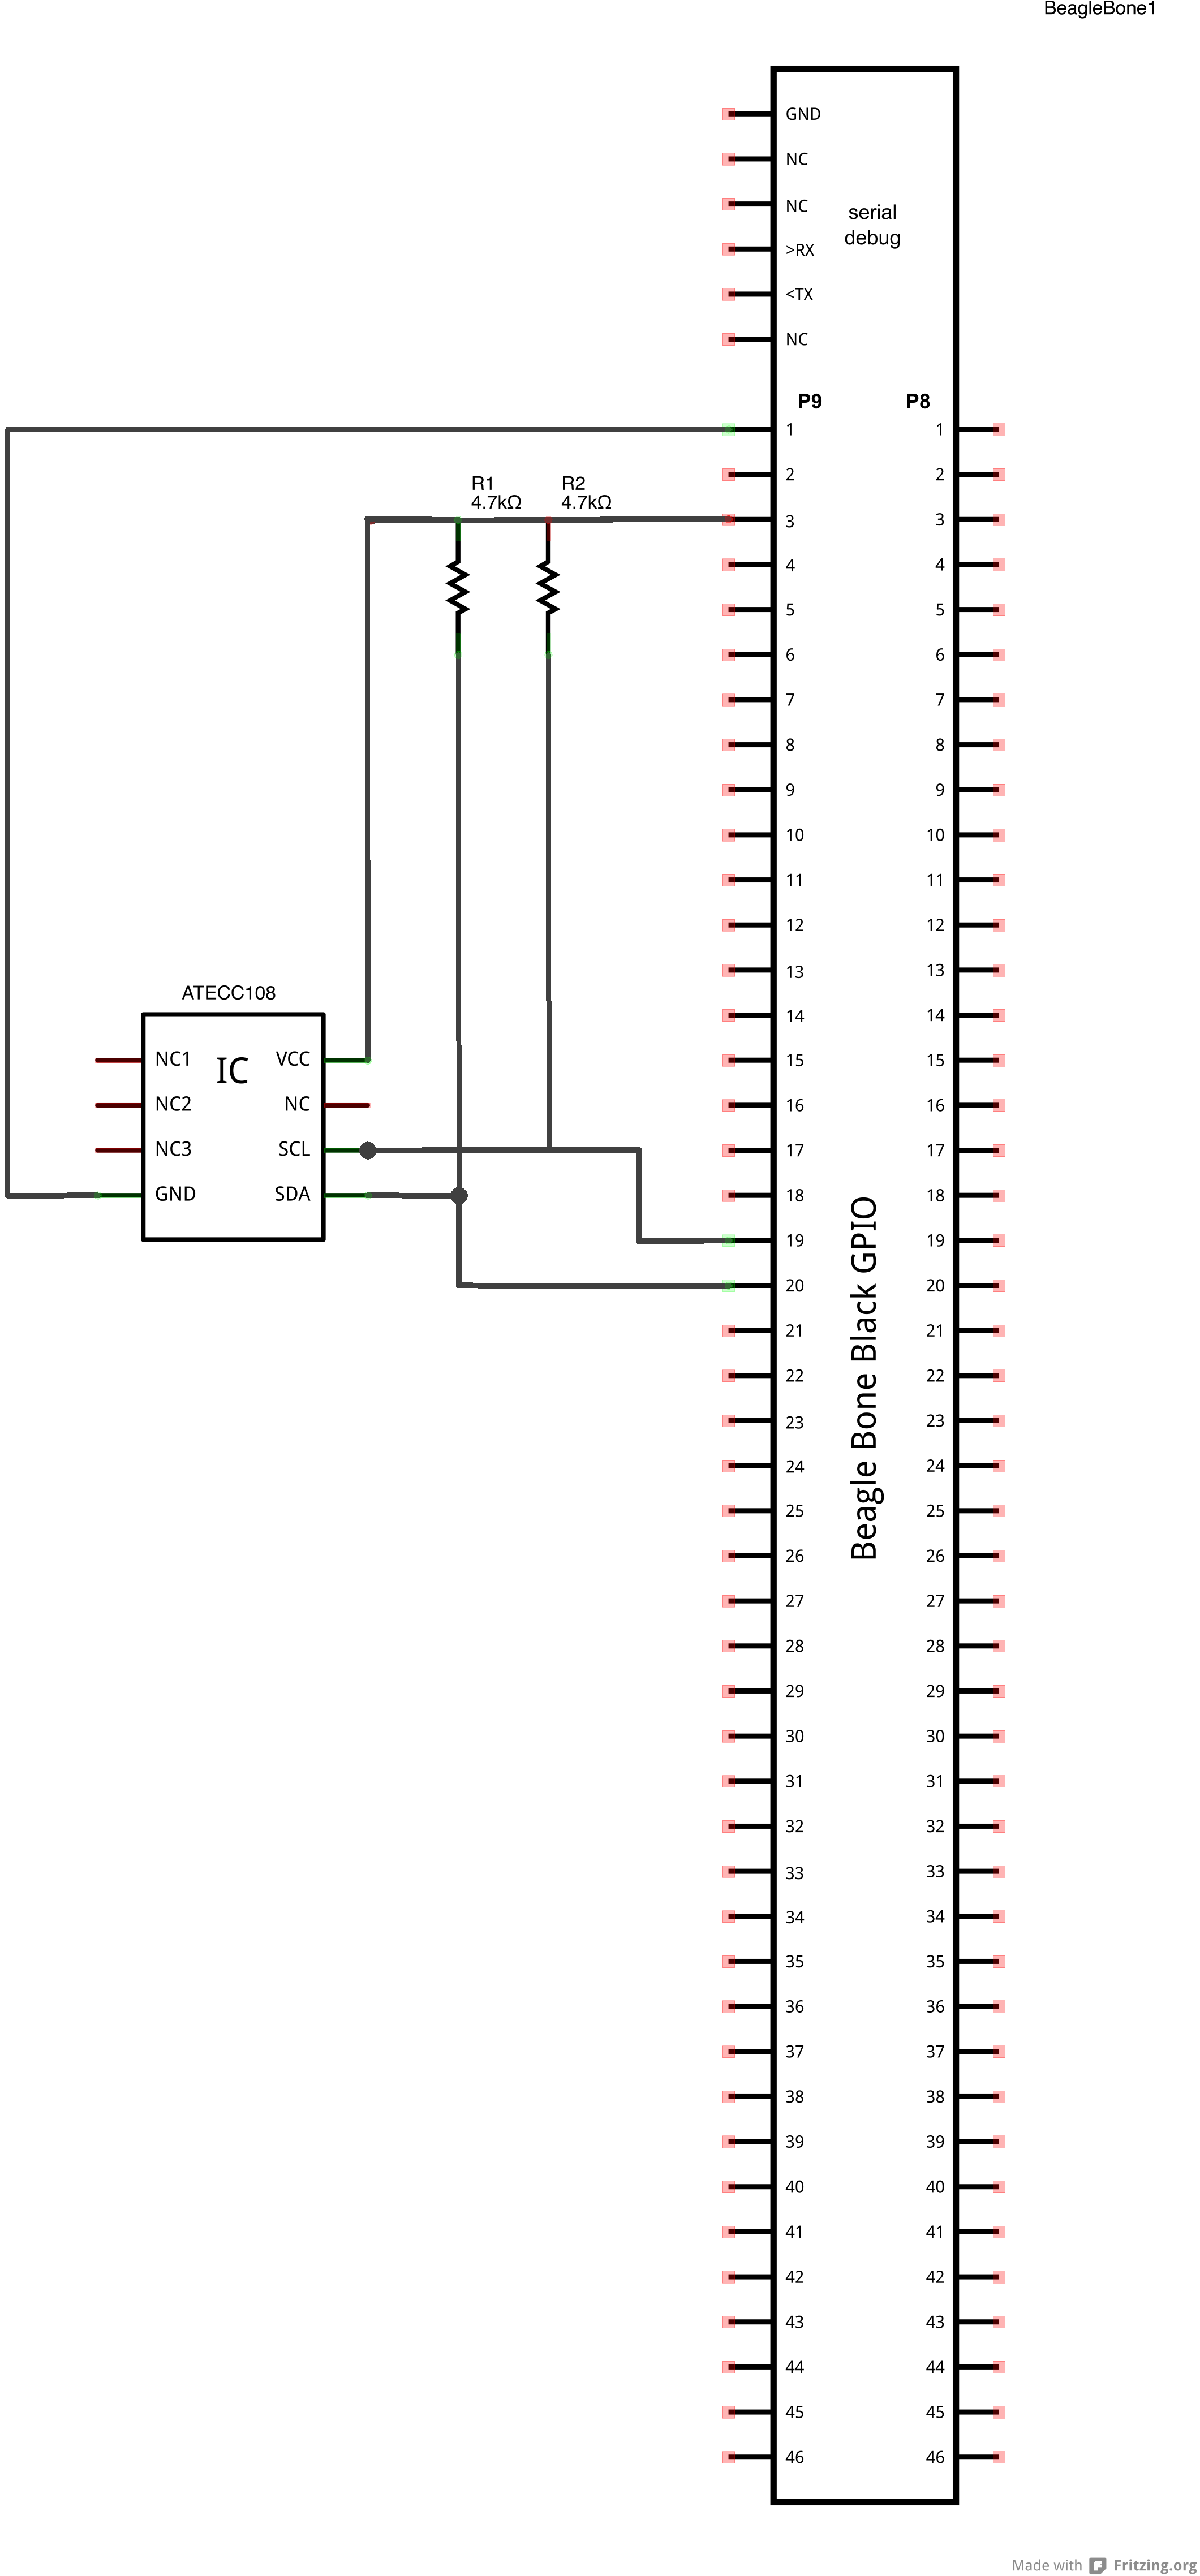 BeagleBone1
GND
NC
NC
serial
debug
>RX
<TX
NC
P9 P8
1 1
2 2
R1 R2
4.7kΩ 4.7kΩ
3 3
4 4
5 5
6 6
7 7
8 8
9 9
10 10
11 11
12 12
13 13
ATECC108
14 14
NC1 IC VCC
15 15
NC2 NC
16 16
NC3 SCL
17 17
GND SDA
18 18
19 19
20 20
Beagle Bone Black GPIO
21 21
22 22
23 23
24 24
25 25
26 26
27 27
28 28
29 29
30 30
31 31
32 32
33 33
34 34
35 35
36 36
37 37
38 38
39 39
40 40
41 41
42 42
43 43
44 44
45 45
46 46
Made with Fritzing.org